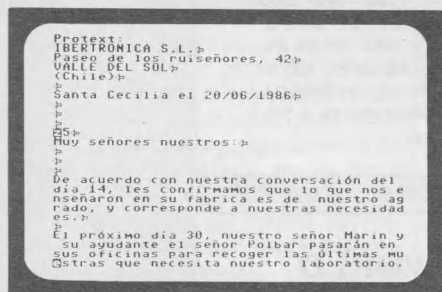 Protext:
IBERTRONICA S.L.
Paseo de los ruiseñores, 42
VALLE DEL SOL
(Chile)
Santa Cecilia el 20/06/1986
5
Muy señores nuestros:
De acuerdo con nuestra conversación del
día 14, les confirmamos que lo que nos e
nseñaron en su fabrica es de nuestro ag
rado, y corresponde a nuestras necesidad
es.
El próximo día 30, nuestro señor Marin y
su ayudante el señor Polbar pasarán en
sus oficinas para recoger las últimas mu
stras que necesita nuestro laboratorio.